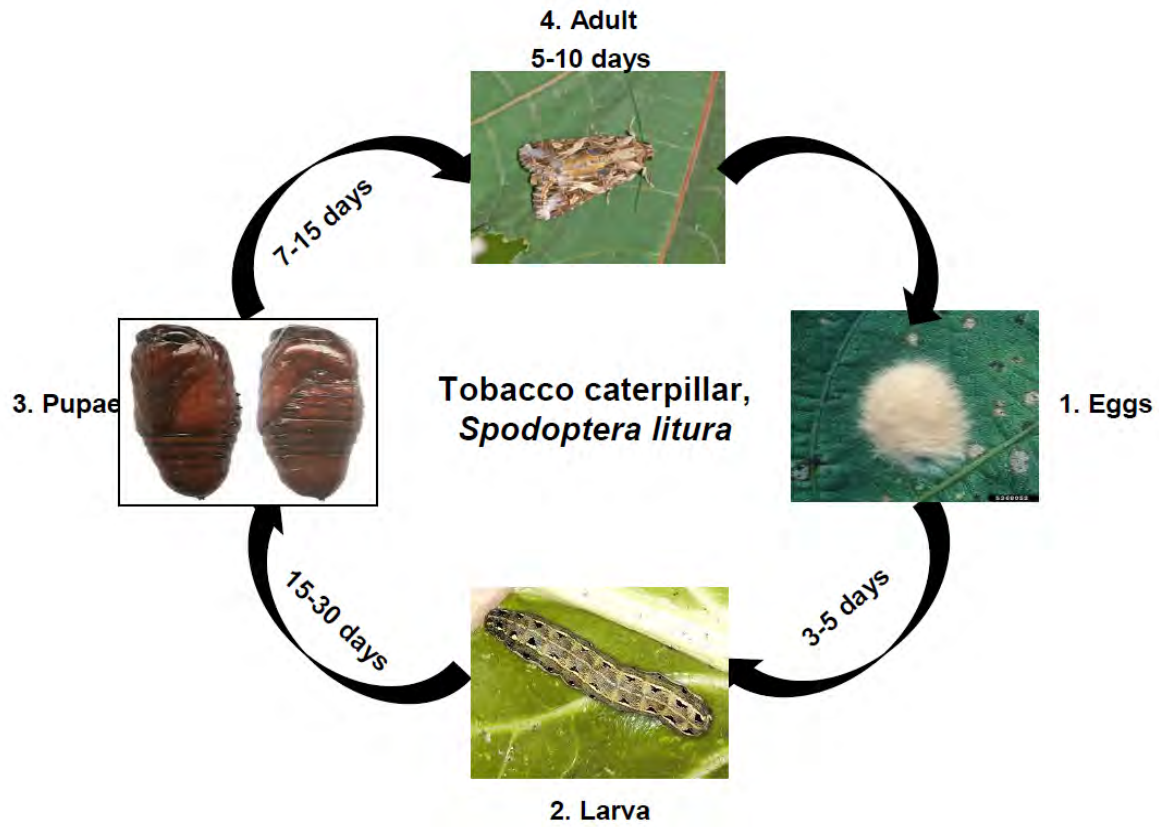 4. Adult
5-10 days
7-15 days
3. Pupae
Tobacco caterpillar,
Spodoptera litura
1. Eggs
15-30 days
3-5 days
2. Larva